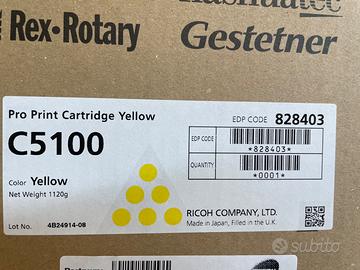 Nashuatec
Rex•Rotary
Gestetner
Pro Print Cartridge Yellow
EDP CODE 828403
C5100
EDP CODE
*828403*
QUANTITY
*0001*
Color Yellow
Net Weight 1120g
RICOH COMPANY, LTD.
Made in Japan, Filled in the U.K.
Lot No. 4B24914-08
subito